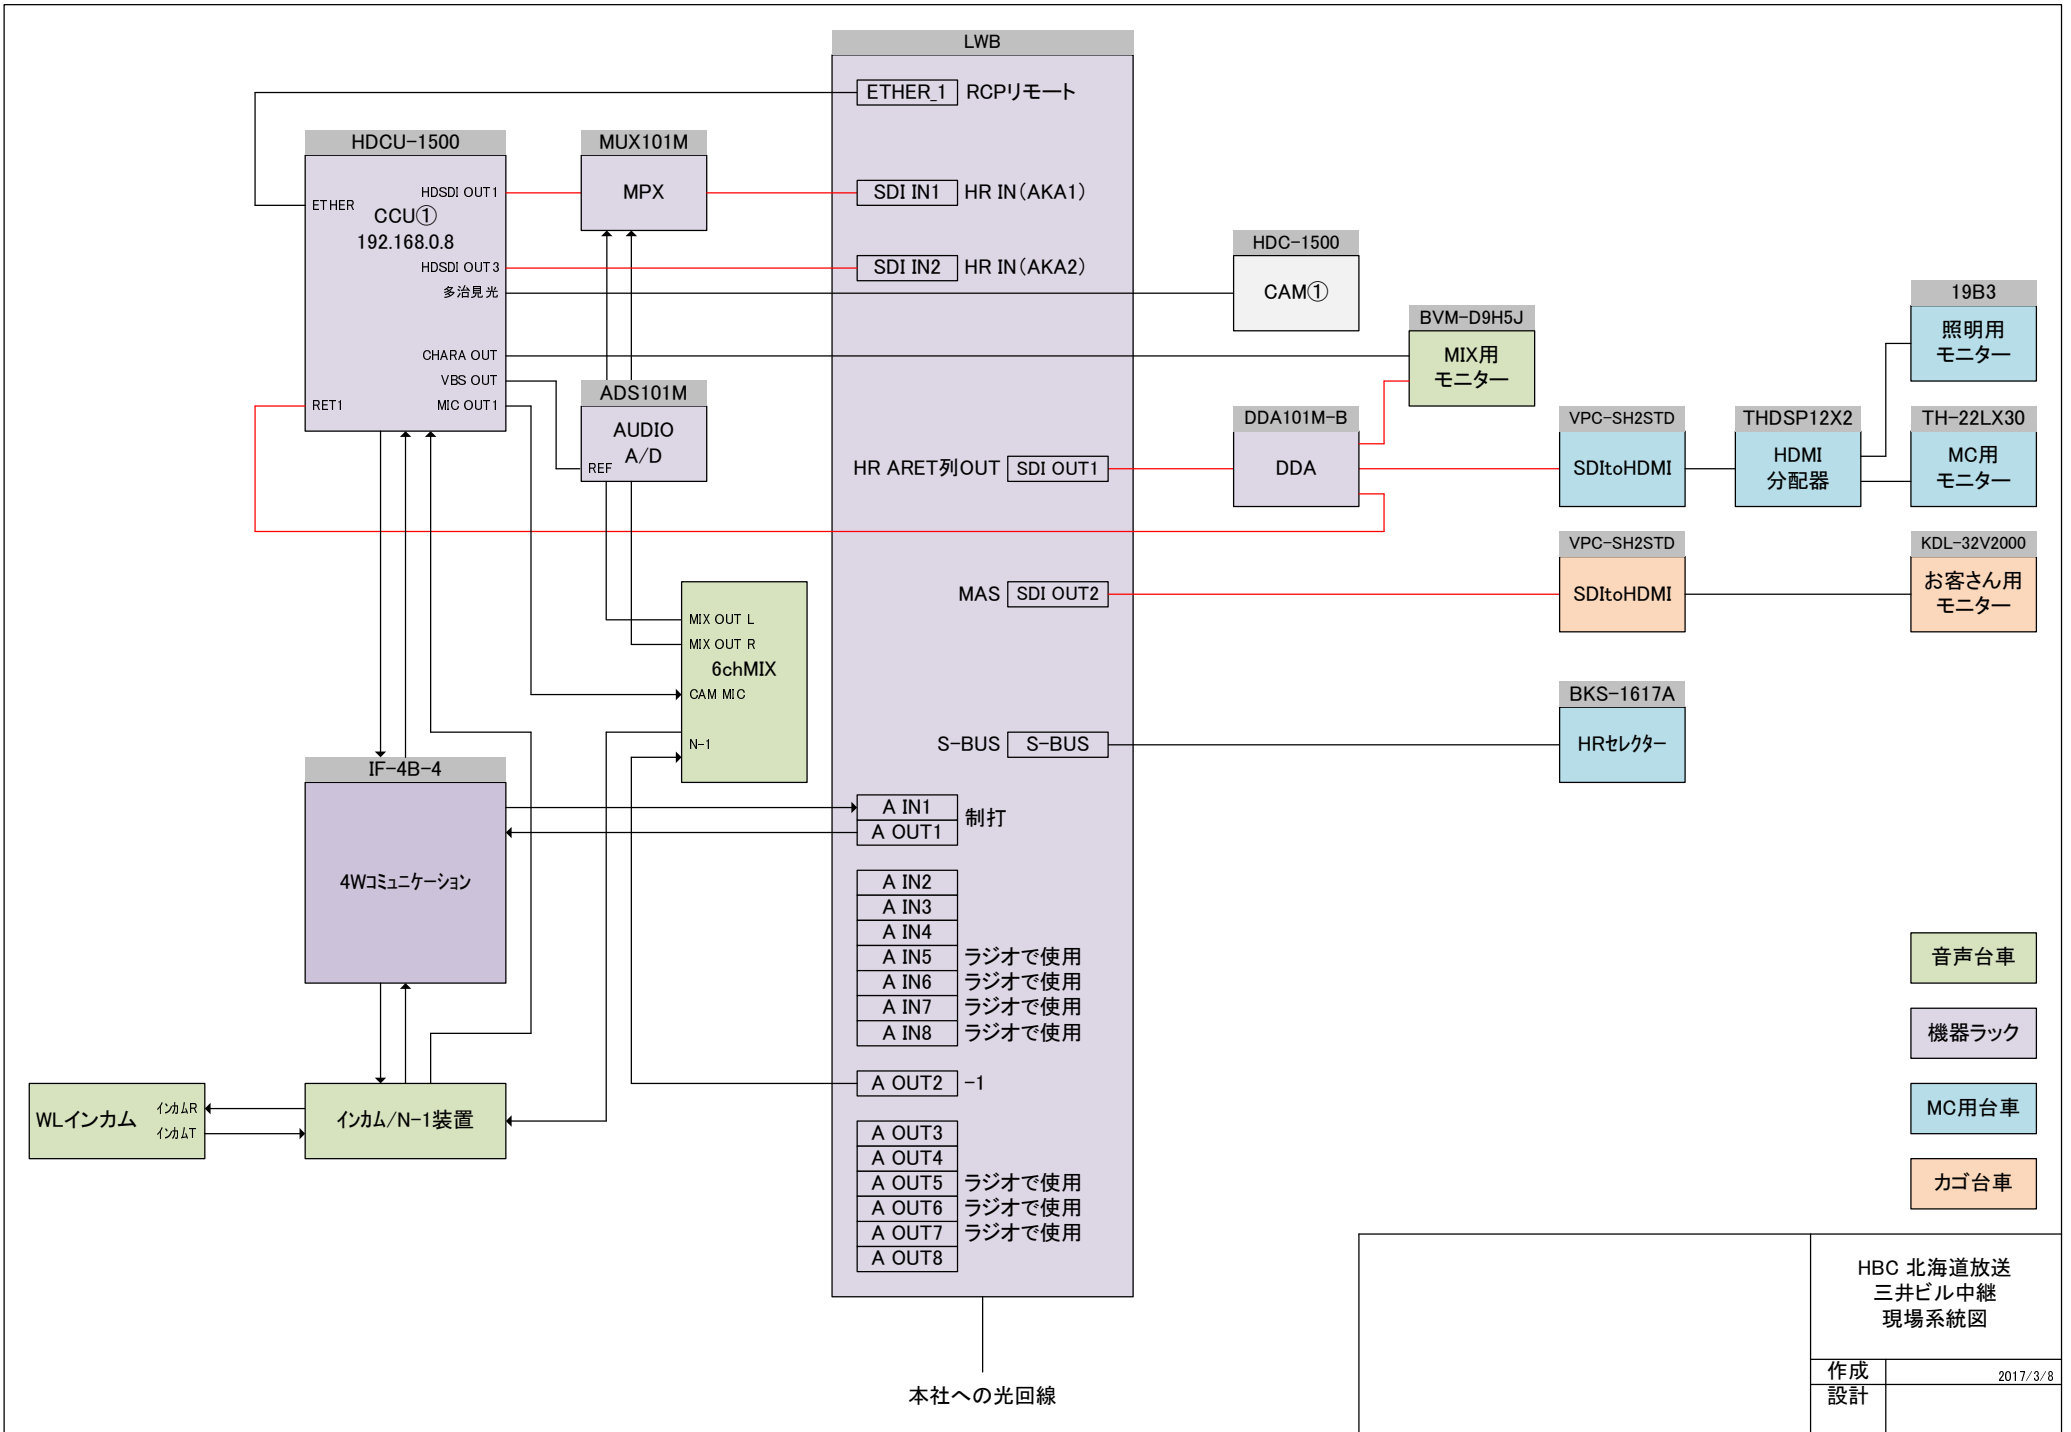 LWB
ETHER_1 RCPリモート
HDCU-1500
ETHER
HDSDI OUT1
CCU①
192.168.0.8
HDSDI OUT3
多治見光
CHARA OUT
VBS OUT
RET1
MIC OUT1
MUX101M
MPX
SDI IN1 HR IN(AKA1)
SDI IN2 HR IN(AKA2)
HDC-1500
CAM①
BVM-D9H5J
MIX用
モニター
19B3
照明用
モニター
ADS101M
AUDIO
A/D
REF
HR ARET列OUT SDI OUT1
DDA101M-B
DDA
VPC-SH2STD
SDItoHDMI
THDSP12X2
HDMI
分配器
TH-22LX30
MC用
モニター
MAS SDI OUT2
VPC-SH2STD
SDItoHDMI
KDL-32V2000
お客さん用
モニター
MIX OUT L
MIX OUT R
6chMIX
CAM MIC
N-1
S-BUS S-BUS
BKS-1617A
HRセレクター
IF-4B-4
4Wコミュニケーション
A IN1
制打
A OUT1
A IN2
A IN3
A IN4
A IN5 ラジオで使用
A IN6 ラジオで使用
A IN7 ラジオで使用
A IN8 ラジオで使用
A OUT2 -1
WLインカム
インカムR
インカムT
インカム/N-1装置
A OUT3
A OUT4
A OUT5 ラジオで使用
A OUT6 ラジオで使用
A OUT7 ラジオで使用
A OUT8
本社への光回線
音声台車
機器ラック
MC用台車
カゴ台車
HBC 北海道放送
三井ビル中継
現場系統図
作成 2017/3/8
設計